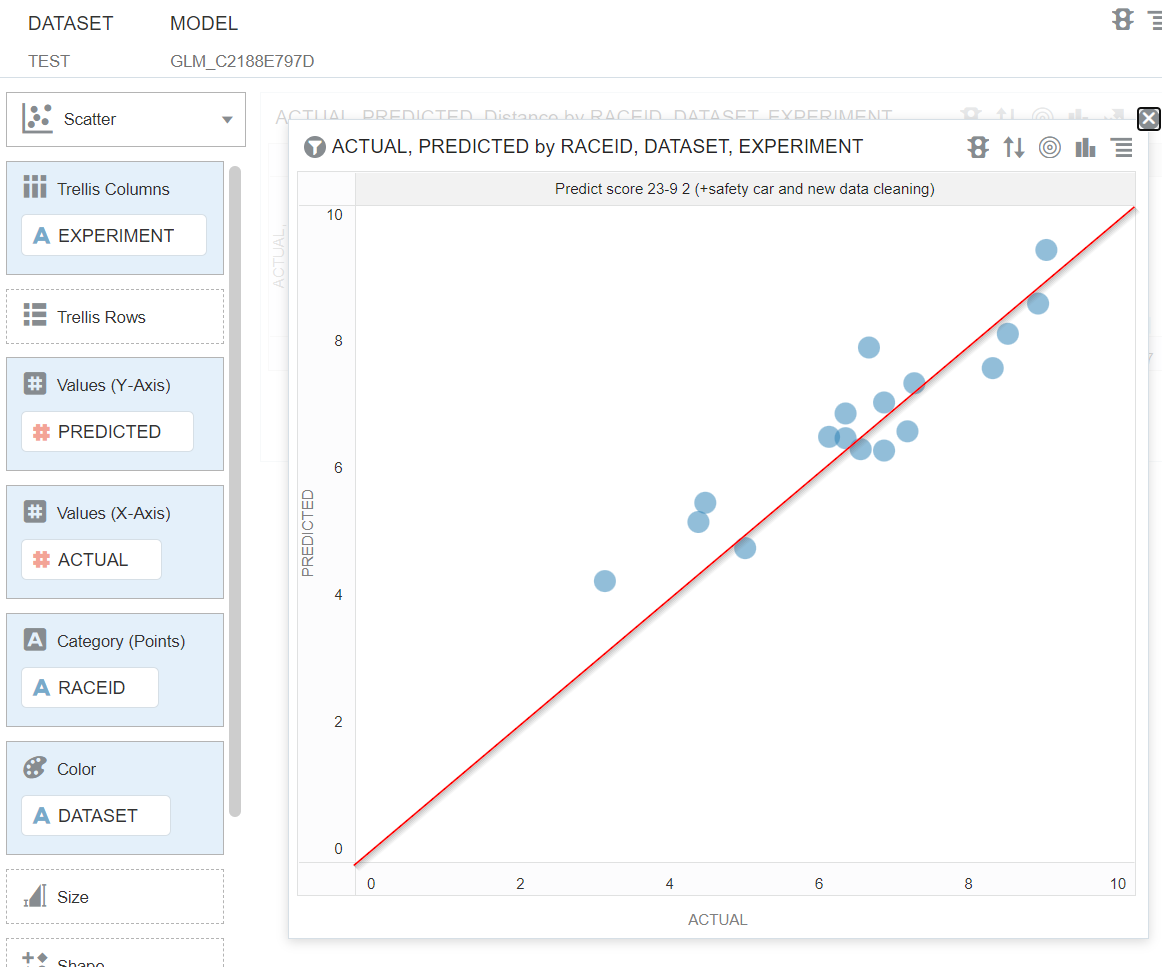 DATASET MODEL
TEST GLM_C2188E797D
Scatter
Trellis Columns
A EXPERIMENT
Trellis Rows
Values (Y-Axis)
# PREDICTED
Values (X-Axis)
# ACTUAL
A Category (Points)
A RACEID
Color
A DATASET
Size
Shape
ACTUAL, PREDICTED, Distance by RACEID, DATASET, EXPERIMENT
ACTUAL,
ACTUAL, PREDICTED by RACEID, DATASET, EXPERIMENT
Predict score 23-9 2 (+safety car and new data cleaning)
PREDICTED
10
8
6
4
2
0
0 2 4 6 8 10
ACTUAL
7